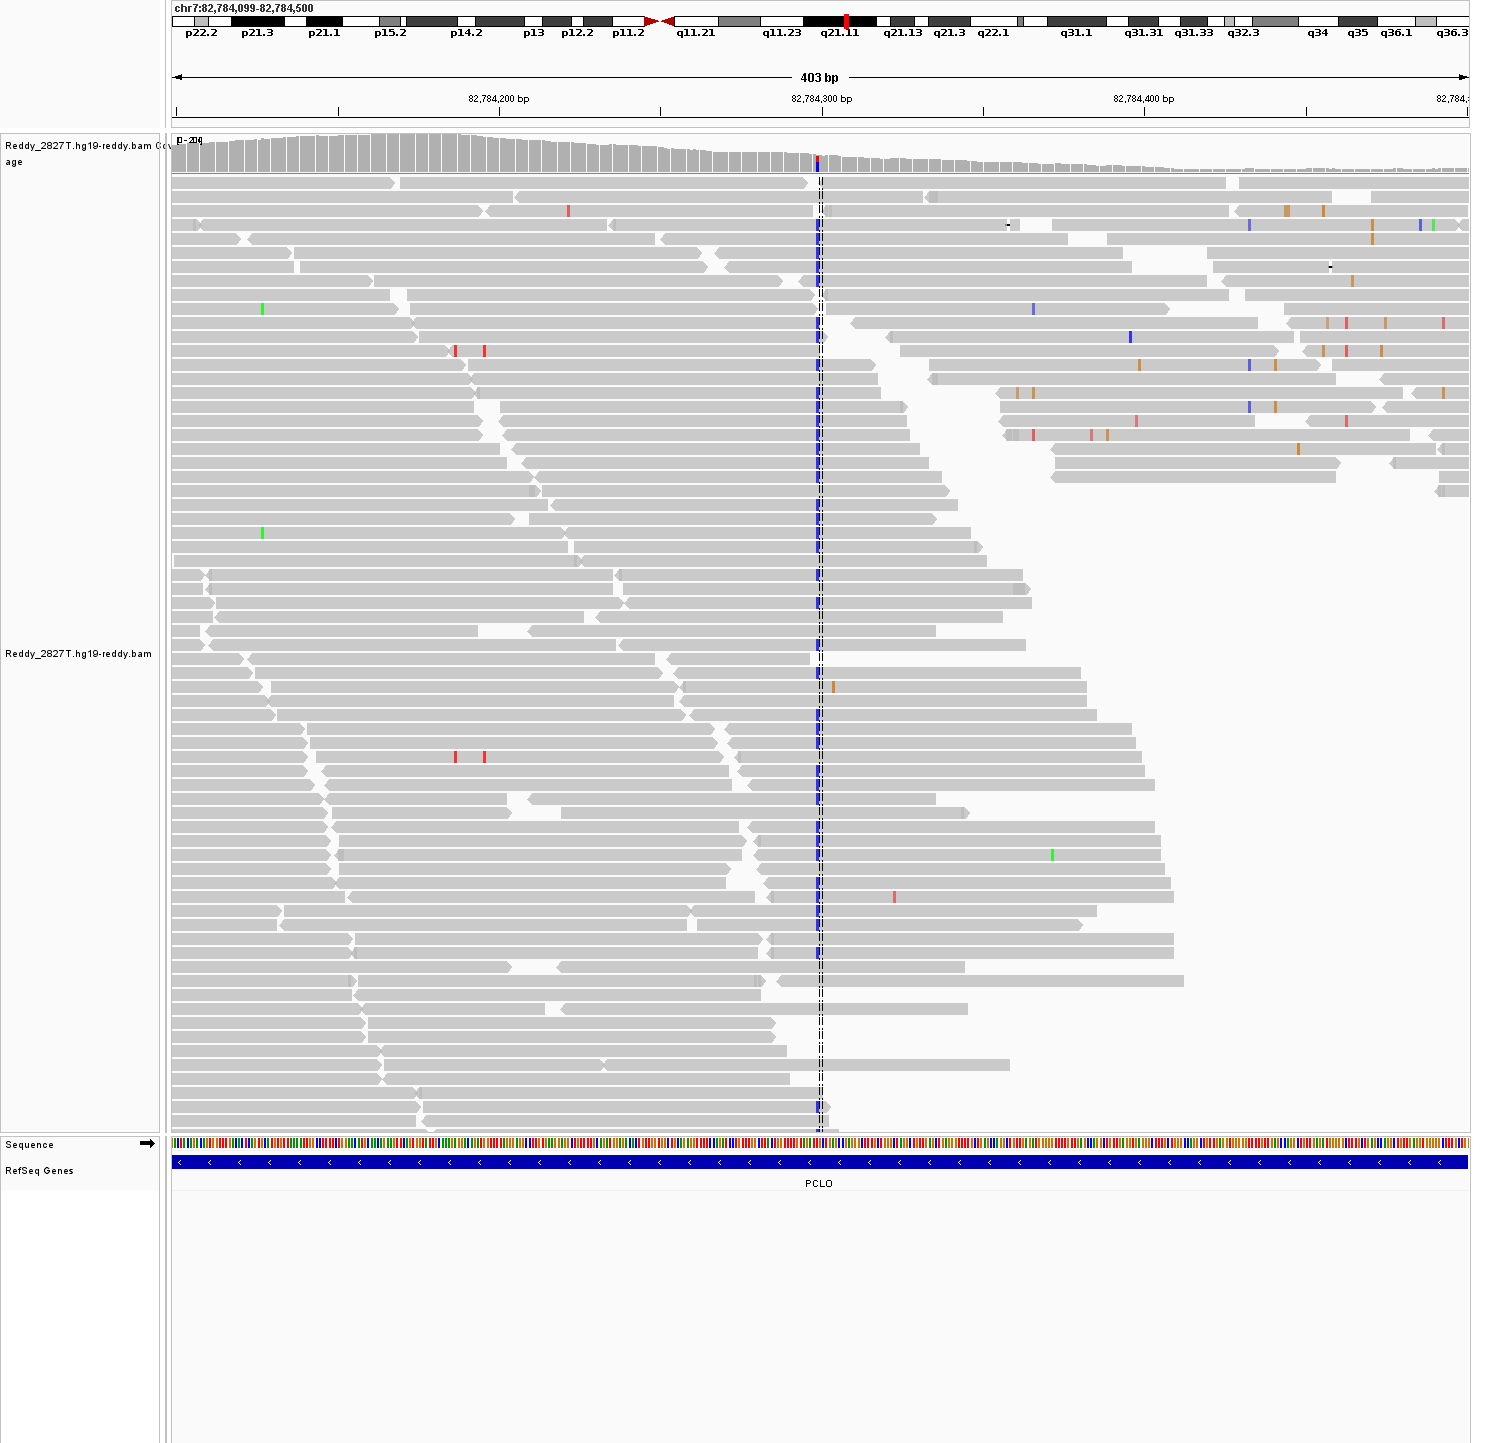 chr7:82,784,099-82,784,500
p22.2 p21.3 p21.1 p15.2 p14.2 p13 p12.2 p11.2 q11.21 q11.23 q21.11 q21.13 q21.3 q22.1 q31.1 q31.31 q31.33 q32.3 q34 q35 q36.1 q36.3
403 bp
82,784,200 bp 82,784,300 bp 82,784,400 bp 82,784,
Reddy_2827T.hg19-reddy.bam Cov
age
Reddy_2827T.hg19-reddy.bam
Sequence
RefSeq Genes
PCLO